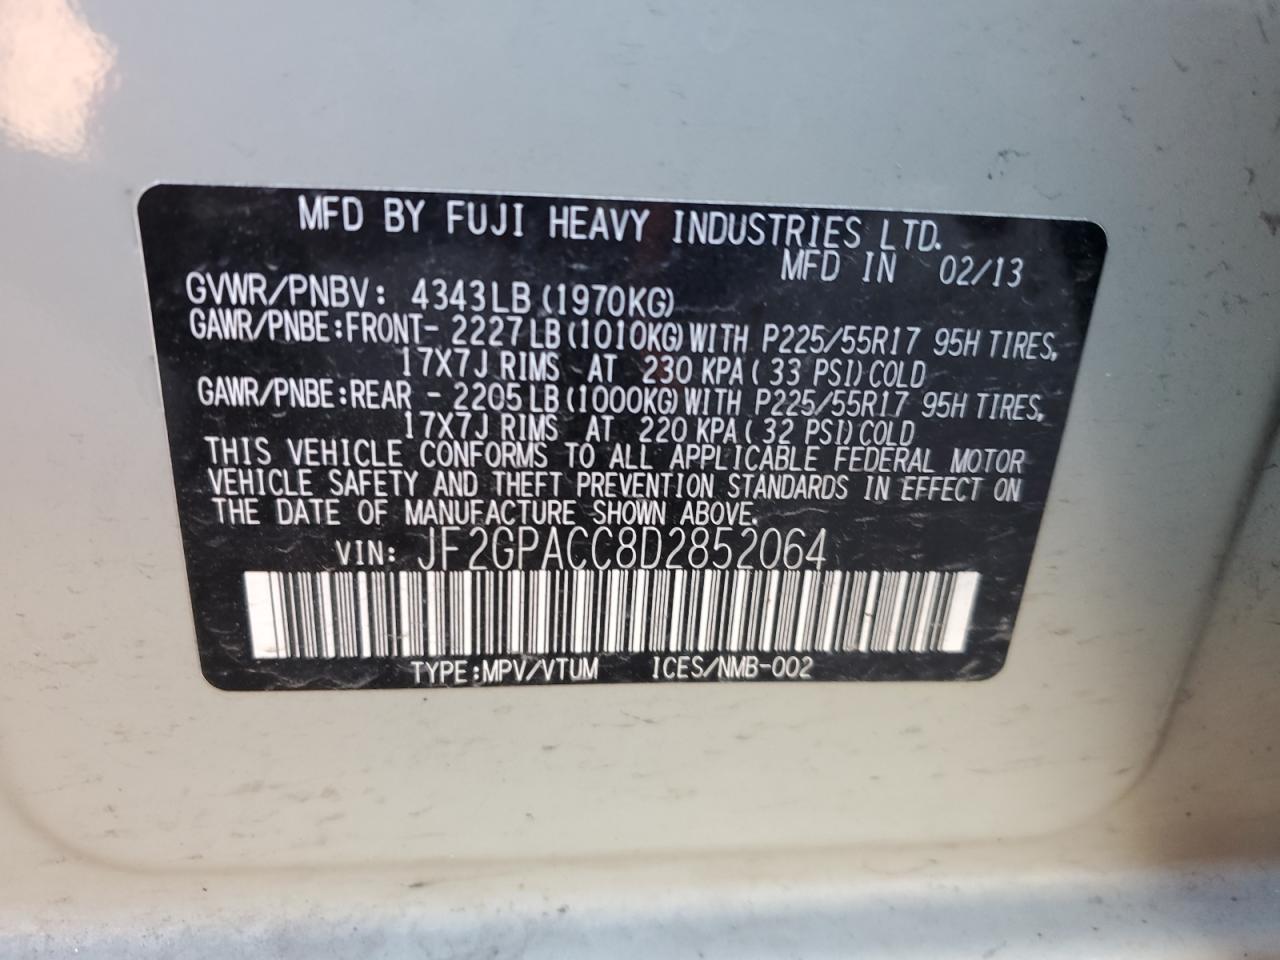 MFD BY FUJI HEAVY INDUSTRIES LTD.
MFD IN 02/13
GVWR/PNBV: 4343LB (1970KG)
GAWR/PNBE:FRONT- 2227LB(1010KG)WITH P225/55R17 95H TIRES,
17X7J RIMS AT 230 KPA( 33 PSI)COLD
GAWR/PNBE:REAR - 2205LB(1000KG)WITH P225/55R17 95H TIRES,
17X7J RIMS AT 220 KPA( 32 PSI)COLD
THIS VEHICLE CONFORMS TO ALL APPLICABLE FEDERAL MOTOR
VEHICLE SAFETY AND THEFT PREVENTION STANDARDS IN EFFECT ON
THE DATE OF MANUFACTURE SHOWN ABOVE.
VIN: JF2GPACC8D2852064
TYPE:MPV/VTUM ICES/NMB-002